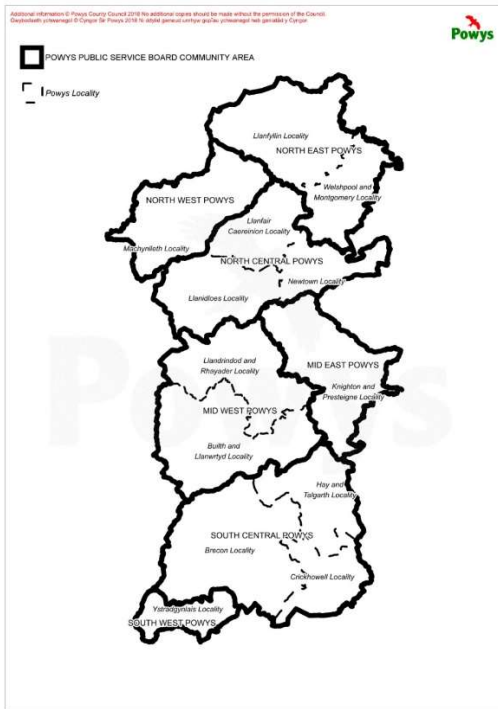 Additional information © Powys County Council 2018 No additional copies should be made without the permission of the Council
Powys
POWYS PUBLIC SERVICE BOARD COMMUNITY AREA
Powys Locality
Llanfyllin Locality
NORTH EAST POWYS
Welshpool and
Montgomery Locality
NORTH WEST POWYS
Llanfair
Caereinion Locality
Machynlleth Locality
NORTH CENTRAL POWYS
Newtown Locality
Llanidloes Locality
Llandrindod and
Rhayader Locality
MID EAST POWYS
Knighton and
Presteigne Locality
MID WEST POWYS
Builth and
Llanwrtyd Locality
Hay and
Talgarth Locality
SOUTH CENTRAL POWYS
Brecon Locality
Crickhowell Locality
Ystradgynlais Locality
SOUTH WEST POWYS
Powys